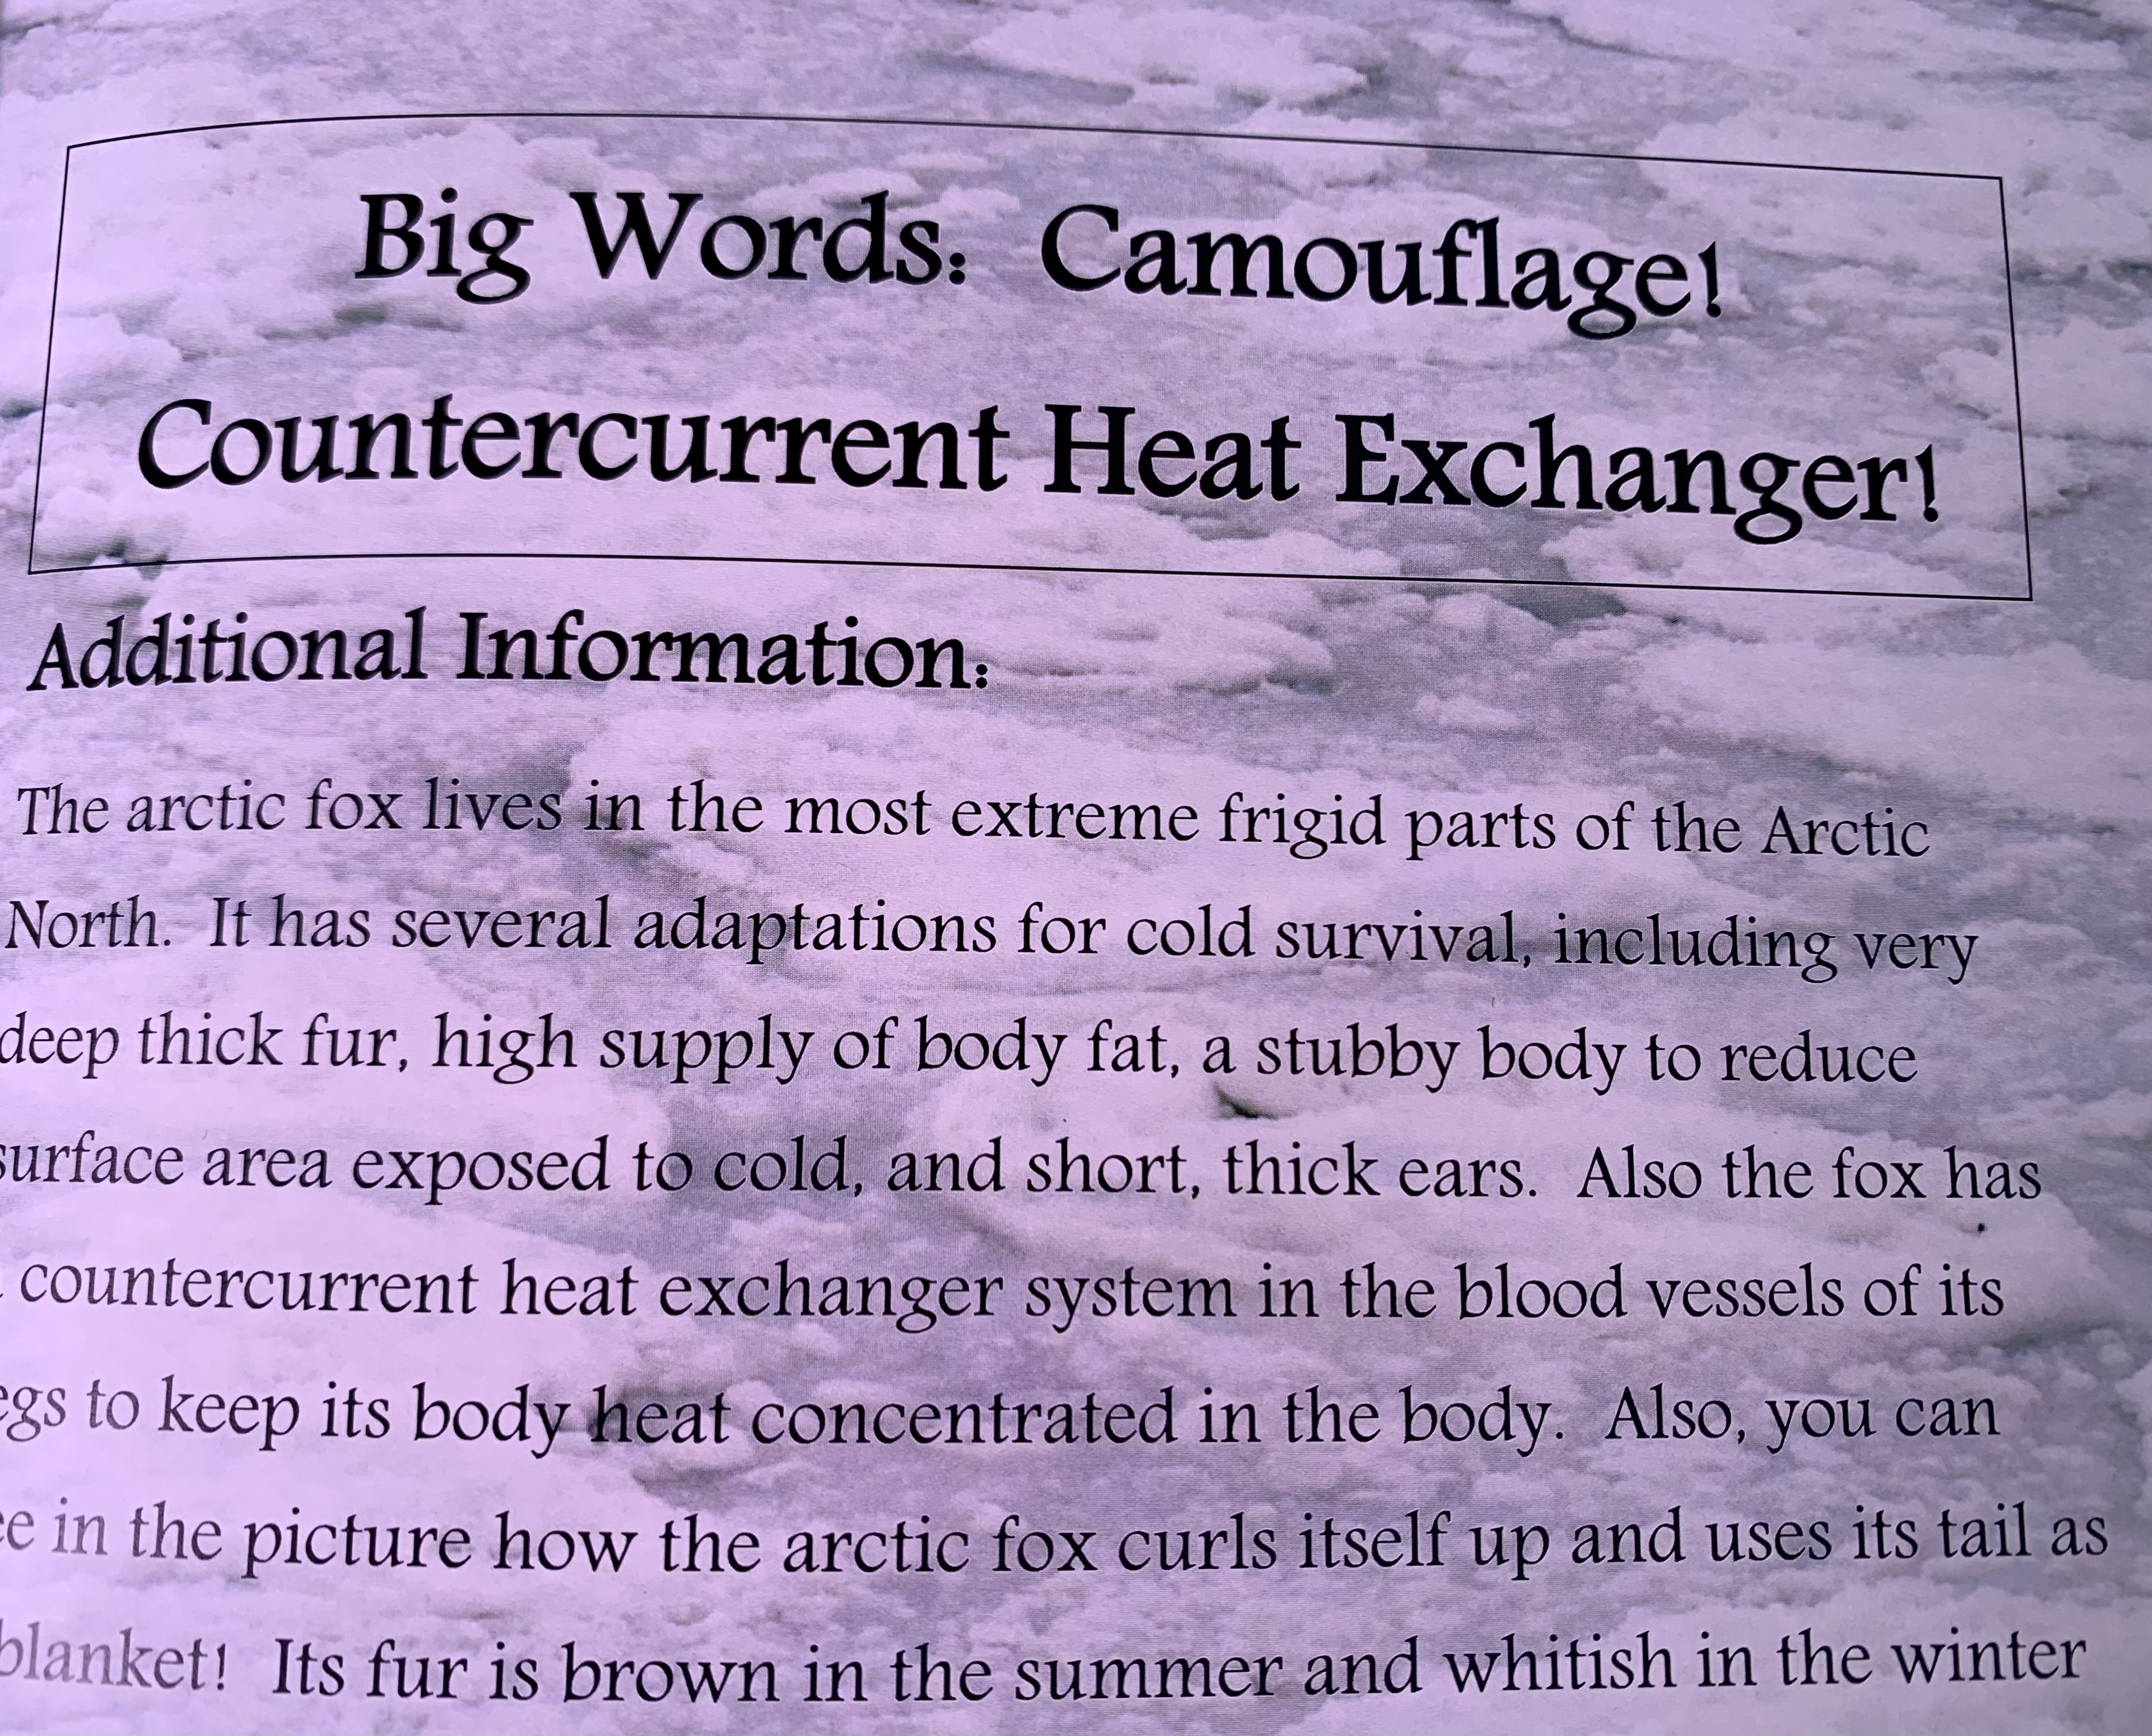 Big Words: Camouflage!
Countercurrent Heat Exchanger!
Additional Information:
The arctic fox lives in the most extreme frigid parts of the Arctic
North. It has several adaptations for cold survival, including very
deep thick fur, high supply of body fat, a stubby body to reduce
surface area exposed to cold, and short, thick ears. Also the fox has
countercurrent heat exchanger system in the blood vessels of its
to keep its body heat concentrated in the body. Also, you can
in the picture how the arctic fox curls itself up and uses its tail as
blanket! Its fur is brown in the summer and whitish in the winter